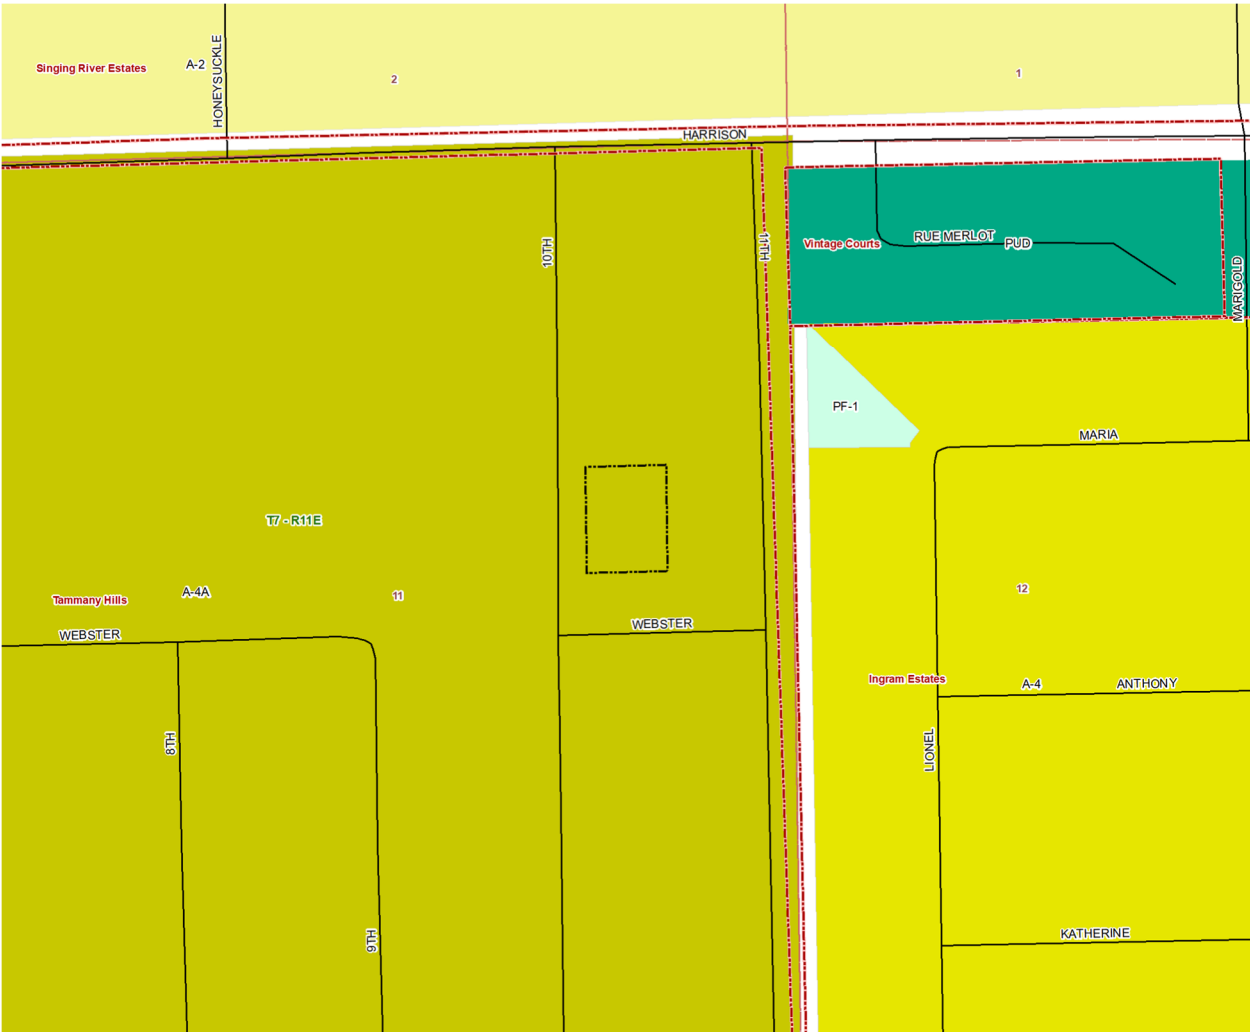 HONEYSUCKLE
A-2
Singing River Estates
2
1
HARRISON
10TH
11TH
RUE MERLOT
PUD
Vintage Courts
MARIGOLD
PF-1
MARIA
T7 - R11E
A-4A
11
12
Tammany Hills
WEBSTER
WEBSTER
Ingram Estates
A-4
ANTHONY
8TH
LIONEL
9TH
KATHERINE